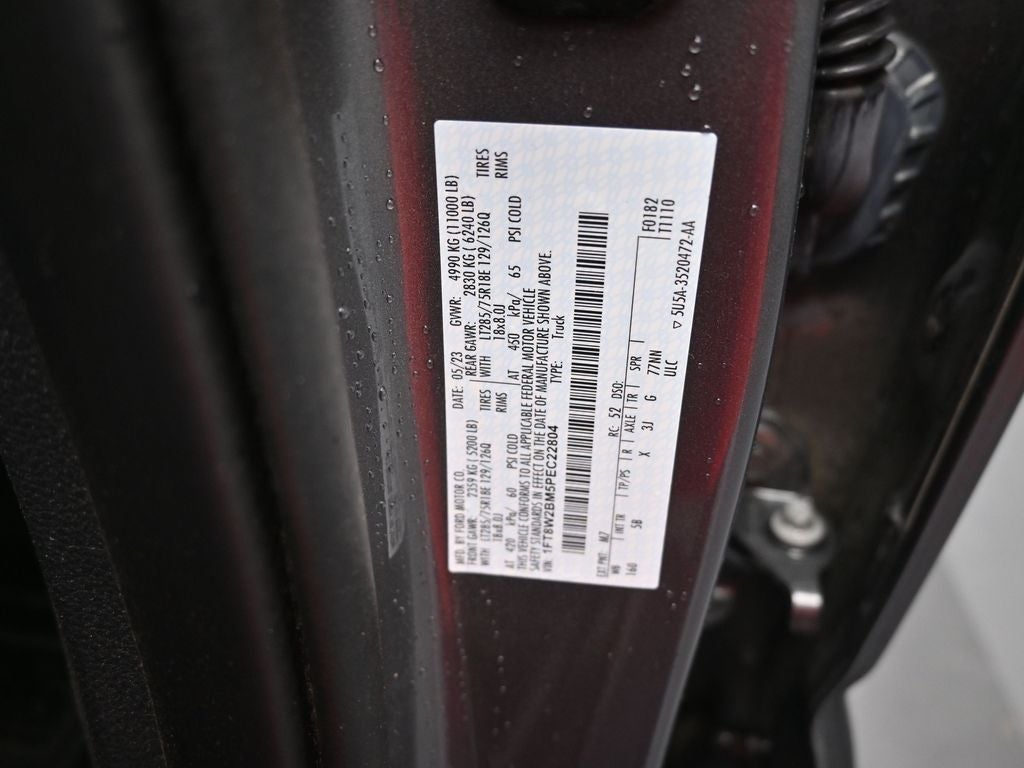 MFD. BY FORD MOTOR CO. DATE: 05/23 GVWR: 4990 KG (11000 LB)
FRONT GAWR: 2359 KG ( 5200 LB) REAR GAWR: 2830 KG ( 6240 LB)
WITH LT285/75R18E 129/126Q TIRES WITH LT285/75R18E 129/126Q TIRES
18x8.0J RIMS 18x8.0J RIMS
AT 420 kPa/ 60 PSI COLD AT 450 kPa/ 65 PSI COLD
THIS VEHICLE CONFORMS TO ALL APPLICABLE FEDERAL MOTOR VEHICLE
SAFETY STANDARDS IN EFFECT ON THE DATE OF MANUFACTURE SHOWN ABOVE.
VIN: 1FT8W2BM5PEC22804 TYPE: Truck
F0182
EXT PNT: MZ RC: 52 DSO: T1110
WB INT TR TP/PS R AXLE TR SPR
160 5B X 3J G 77NN
ULC ▽ 5U5A-3520472-AA